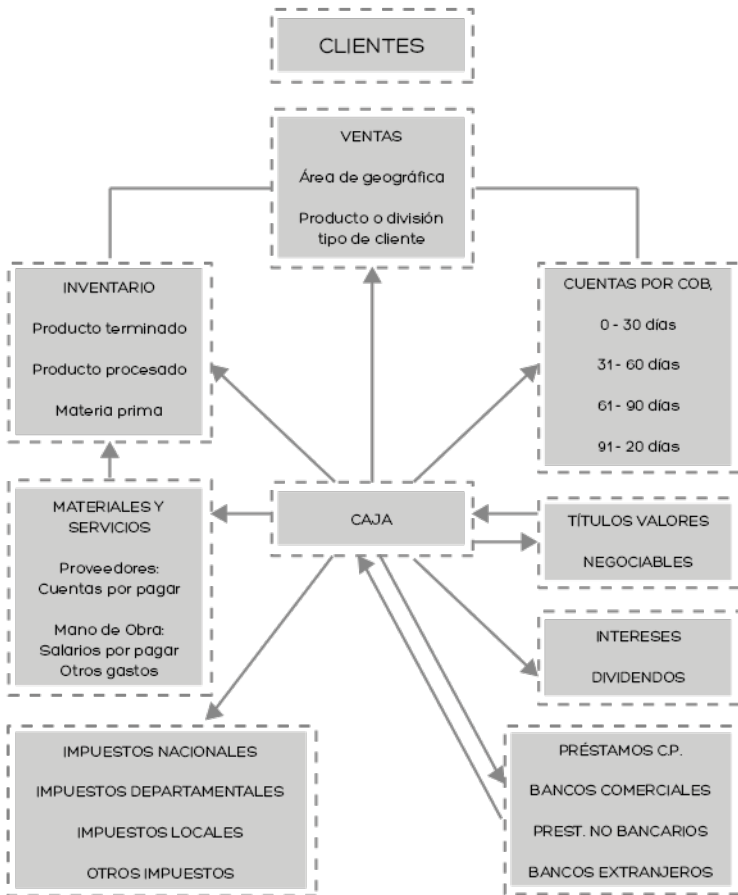 CLIENTES
VENTAS
Área de geográfica
Producto o división
tipo de cliente
INVENTARIO
Producto terminado
Producto procesado
Materia prima
CUENTAS POR COB,
0 - 30 días
31 - 60 días
61 - 90 días
91 - 20 días
MATERIALES Y
SERVICIOS
Proveedores:
Cuentas por pagar
Mano de Obra:
Salarios por pagar
Otros gastos
CAJA
TÍTULOS VALORES
NEGOCIABLES
INTERESES
DIVIDENDOS
IMPUESTOS NACIONALES
IMPUESTOS DEPARTAMENTALES
IMPUESTOS LOCALES
OTROS IMPUESTOS
PRÉSTAMOS C.P.
BANCOS COMERCIALES
PREST. NO BANCARIOS
BANCOS EXTRANJEROS